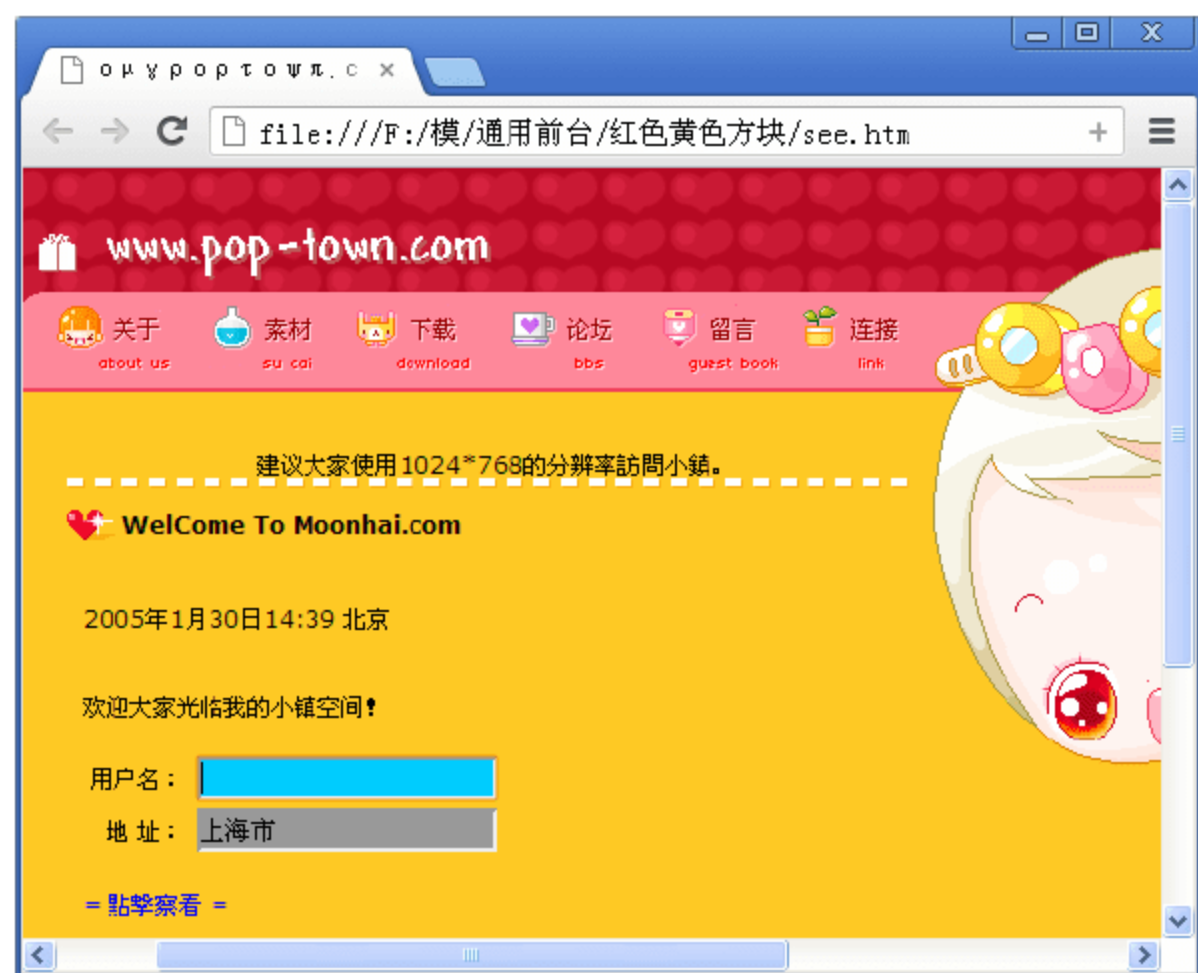 ομγρορτοψπ.c
file:///F:/模/通用前台/红色黄色方块/see.htm
www.pop-town.com
关于 素材 下载 论坛 留言 连接
about us su cai download bbs guest book link
建议大家使用1024*768的分辨率訪問小鎮。
WelCome To Moonhai.com
2005年1月30日14:39 北京
欢迎大家光临我的小镇空间!
用户名：
地 址： 上海市
= 點擊察看 =